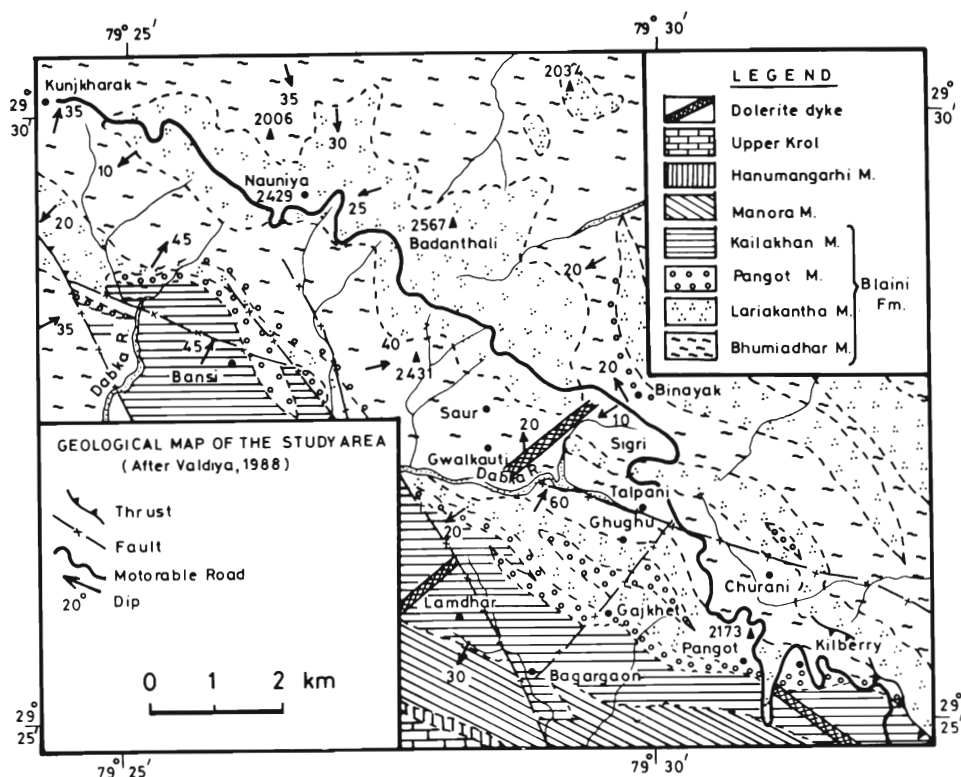 79° 25′
79° 30′
29° 30
29° 30′
Kunjkharak
35
10
20
45
35
2006
35
30
2034
Nauniya
2429
25
2567
Badanthali
20
Dabka R.
45
Bansi
40
2431
Saur
20
Gwalkauti
Dabka R.
60
20
Binayak
10
Sigri
Talpani
Ghughu
20
Churani
Lamdhar
Gajkhet
2173
Pangot
Kilberry
30
Bagargaon
LEGEND
Dolerite dyke
Upper Krol
Hanumangarhi M.
Manora M.
Kailakhan M.
Pangot M.
Lariakantha M.
Bhumiadhar M.
Blaini
Fm.
GEOLOGICAL MAP OF THE STUDY AREA
(After Valdiya, 1988)
Thrust
Fault
Motorable Road
20° Dip
0 1 2 km
29° 25′
29° 25′
79° 25′
79° 30′